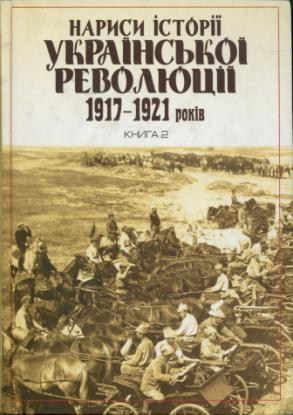 НАРИСИ ІСТОРІЇ
УКРАЇНСЬКОЇ
РЕВОЛЮЦІЇ
1917–1921 років
КНИГА 2